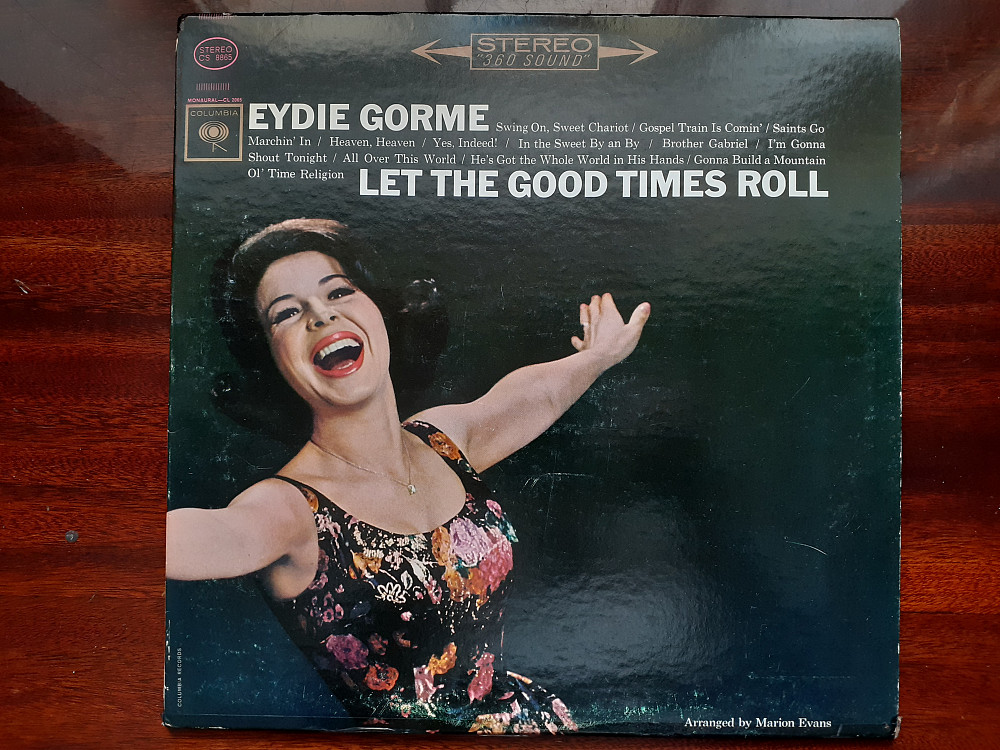 STEREO
CS 8865
STEREO
"360 SOUND"
MONAURAL—CL 2065
COLUMBIA
EYDIE GORME Swing On, Sweet Chariot / Gospel Train Is Comin' / Saints Go
Marchin' In / Heaven, Heaven / Yes, Indeed! / In the Sweet By an By / Brother Gabriel / I'm Gonna
Shout Tonight / All Over This World / He's Got the Whole World in His Hands / Gonna Build a Mountain
Ol' Time Religion LET THE GOOD TIMES ROLL
COLUMBIA RECORDS
Arranged by Marion Evans